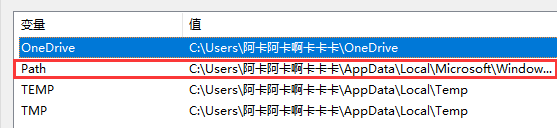 变量 值
OneDrive C:\Users\阿卡阿卡啊卡卡卡\OneDrive
Path C:\Users\阿卡阿卡啊卡卡卡\AppData\Local\Microsoft\Window...
TEMP C:\Users\阿卡阿卡啊卡卡卡\AppData\Local\Temp
TMP C:\Users\阿卡阿卡啊卡卡卡\AppData\Local\Temp